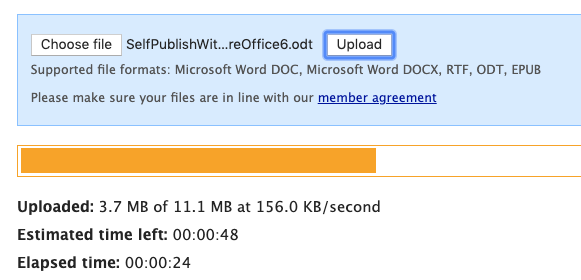 Choose file SelfPublishWit...reOffice6.odt Upload
Supported file formats: Microsoft Word DOC, Microsoft Word DOCX, RTF, ODT, EPUB
Please make sure your files are in line with our member agreement
Uploaded: 3.7 MB of 11.1 MB at 156.0 KB/second
Estimated time left: 00:00:48
Elapsed time: 00:00:24